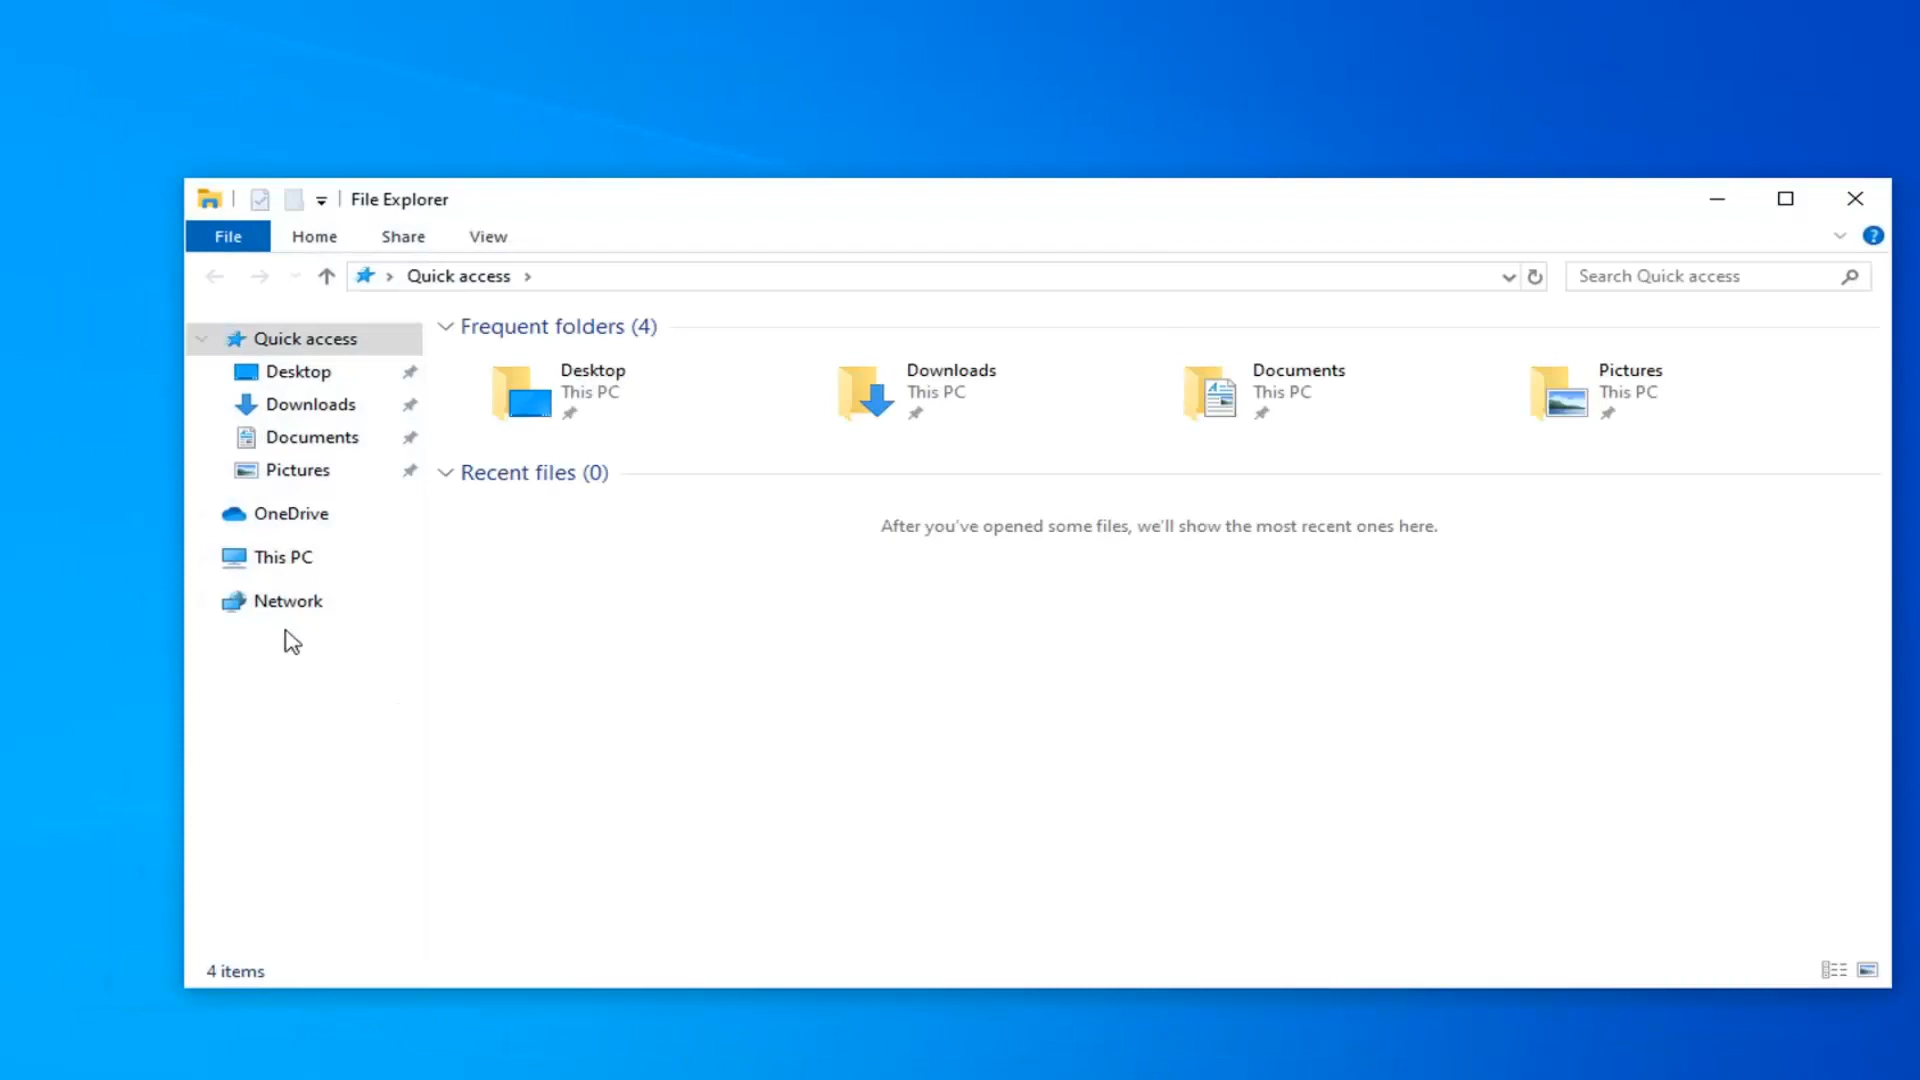 File Explorer
File Home Share View
Quick access
Search Quick access
Quick access
Desktop
Downloads
Documents
Pictures
OneDrive
This PC
Network
Frequent folders (4)
Desktop
This PC
Downloads
This PC
Documents
This PC
Pictures
This PC
Recent files (0)
After you've opened some files, we'll show the most recent ones here.
4 items